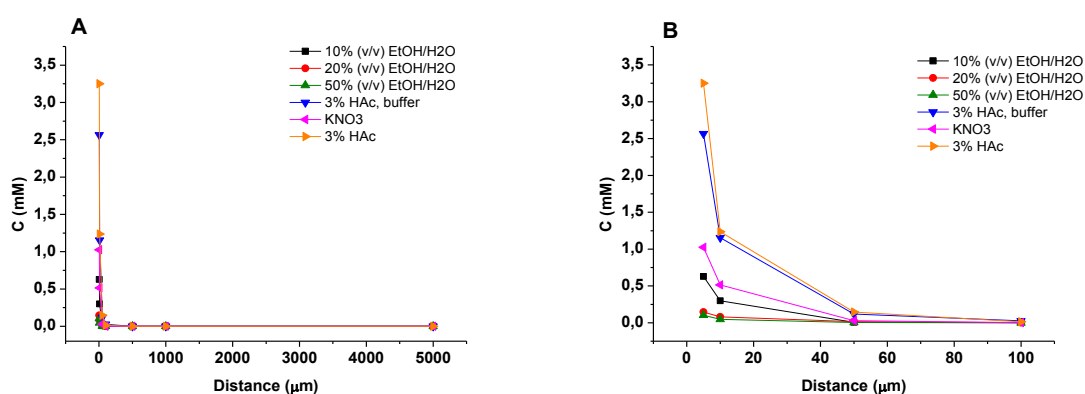 A
10% (v/v) EtOH/H2O
20% (v/v) EtOH/H2O
50% (v/v) EtOH/H2O
3% HAc, buffer
KNO3
3% HAc
3,5
3,0
2,5
2,0
1,5
1,0
0,5
0,0
C (mM)
0 1000 2000 3000 4000 5000
Distance (μm)
B
10% (v/v) EtOH/H2O
20% (v/v) EtOH/H2O
50% (v/v) EtOH/H2O
3% HAc, buffer
KNO3
3% HAc
3,5
3,0
2,5
2,0
1,5
1,0
0,5
0,0
C (mM)
0 20 40 60 80 100
Distance (μm)